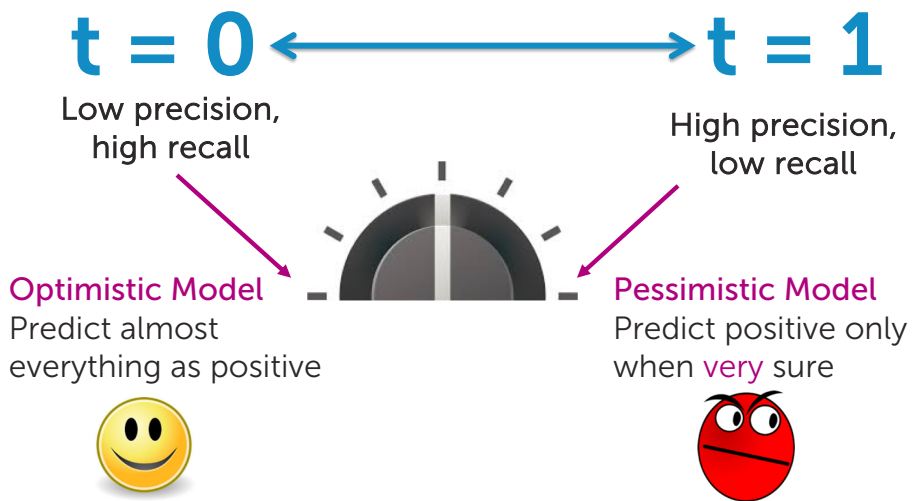 t = 0
t = 1
Low precision,
high recall
High precision,
low recall
Optimistic Model
Predict almost
everything as positive
Pessimistic Model
Predict positive only
when very sure